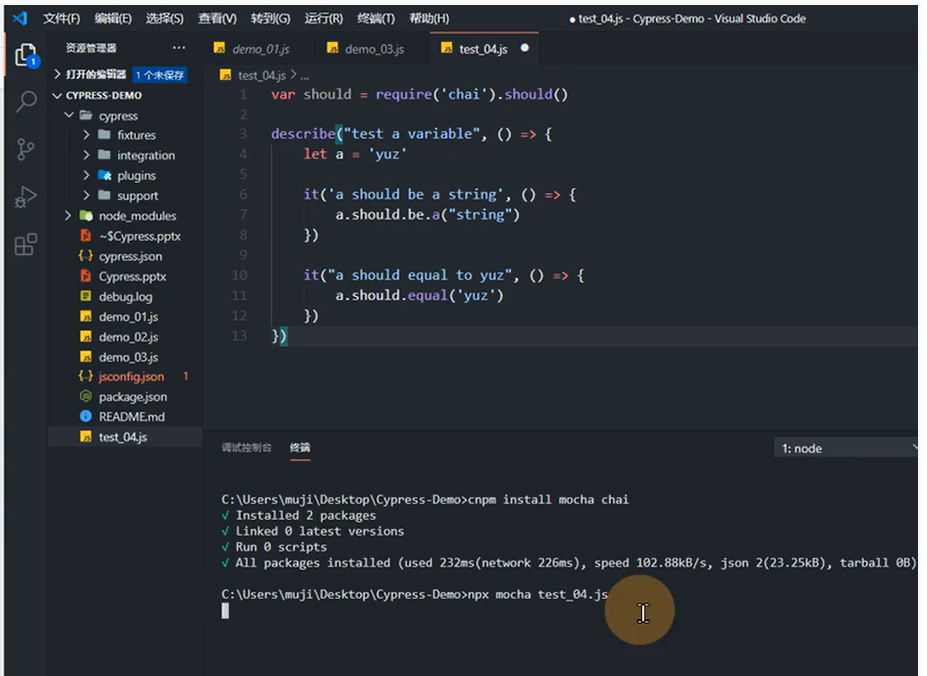 文件(F) 编辑(E) 选择(S) 查看(V) 转到(G) 运行(R) 终端(T) 帮助(H) ● test_04.js - Cypress-Demo - Visual Studio Code
资源管理器 ···
demo_01.js demo_03.js test_04.js ●
打开的编辑器 1 个未保存
test_04.js > ...
CYPRESS-DEMO
cypress
fixtures
integration
plugins
support
node_modules
~$Cypress.pptx
cypress.json
Cypress.pptx
debug.log
demo_01.js
demo_02.js
demo_03.js
jsconfig.json 1
package.json
README.md
test_04.js
1 var should = require('chai').should()
2
3 describe("test a variable", () => {
4 let a = 'yuz'
5
6 it('a should be a string', () => {
7 a.should.be.a("string")
8 })
9
10 it("a should equal to yuz", () => {
11 a.should.equal('yuz')
12 })
13 })
调试控制台 终端 1: node
C:\Users\muji\Desktop\Cypress-Demo>cnpm install mocha chai
√ Installed 2 packages
√ Linked 0 latest versions
√ Run 0 scripts
√ All packages installed (used 232ms(network 226ms), speed 102.88kB/s, json 2(23.25kB), tarball 0B)
C:\Users\muji\Desktop\Cypress-Demo>npx mocha test_04.js